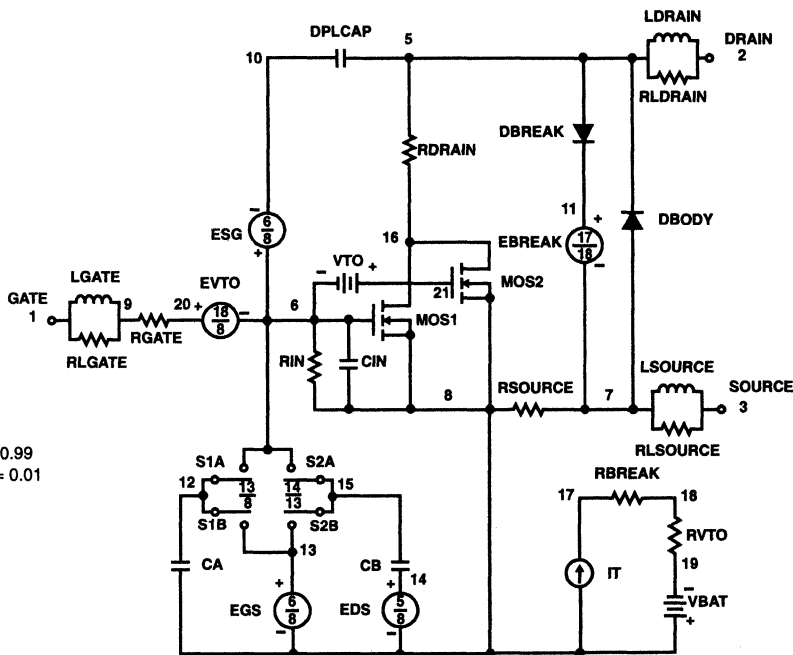 LDRAIN
DPLCAP 5 DRAIN
10 2
RLDRAIN
DBREAK
RDRAIN
11 +
DBODY
- 6/8 +
ESG
16
EBREAK 17/18 -
VTO
- +
LGATE EVTO
21 MOS2
GATE 9 20 + 18/8 - 6
1
MOS1
RGATE
RLGATE
RIN CIN
LSOURCE
8 RSOURCE 7 SOURCE
3
RLSOURCE
0.99
= 0.01
S1A S2A
RBREAK
12 13/8 14/13 15
17 18
S1B S2B
RVTO
13
19
CA CB IT
+ + 14
-
VBAT
EGS 6/8 EDS 5/8
+
- -